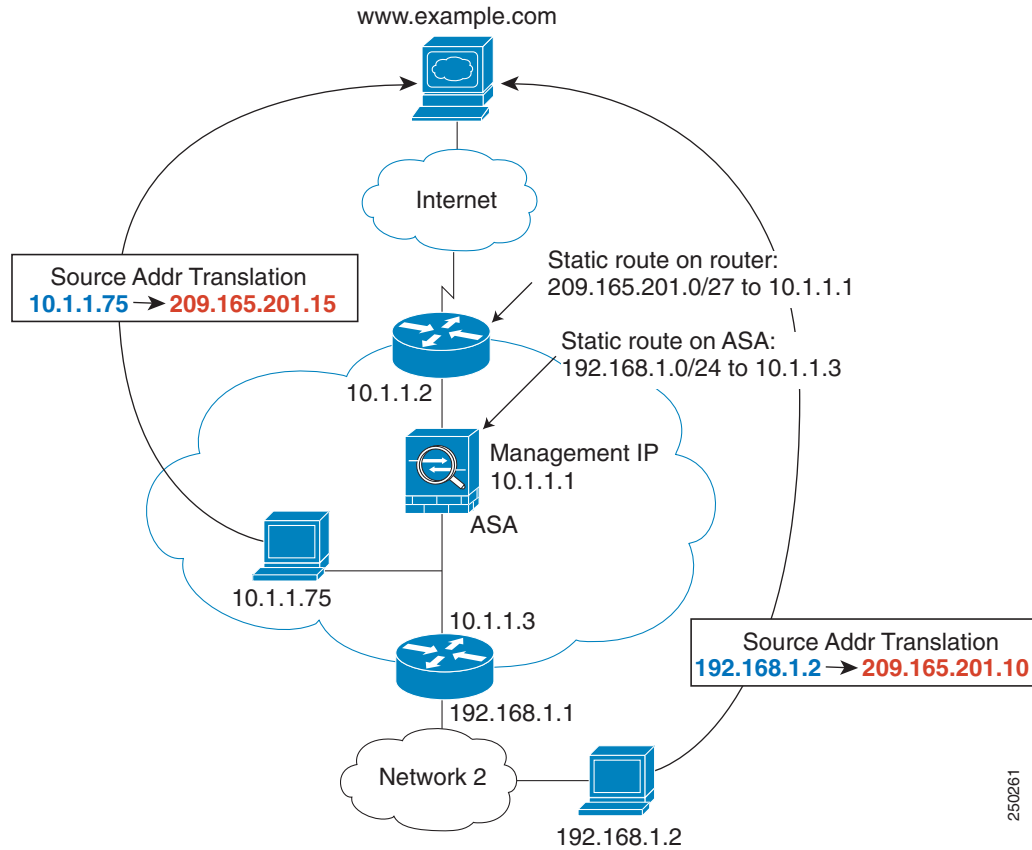 www.example.com
Internet
Source Addr Translation
10.1.1.75 → 209.165.201.15
Static route on router:
209.165.201.0/27 to 10.1.1.1
Static route on ASA:
192.168.1.0/24 to 10.1.1.3
10.1.1.2
Management IP
10.1.1.1
ASA
10.1.1.75
10.1.1.3
Source Addr Translation
192.168.1.2 → 209.165.201.10
192.168.1.1
Network 2
192.168.1.2
250261